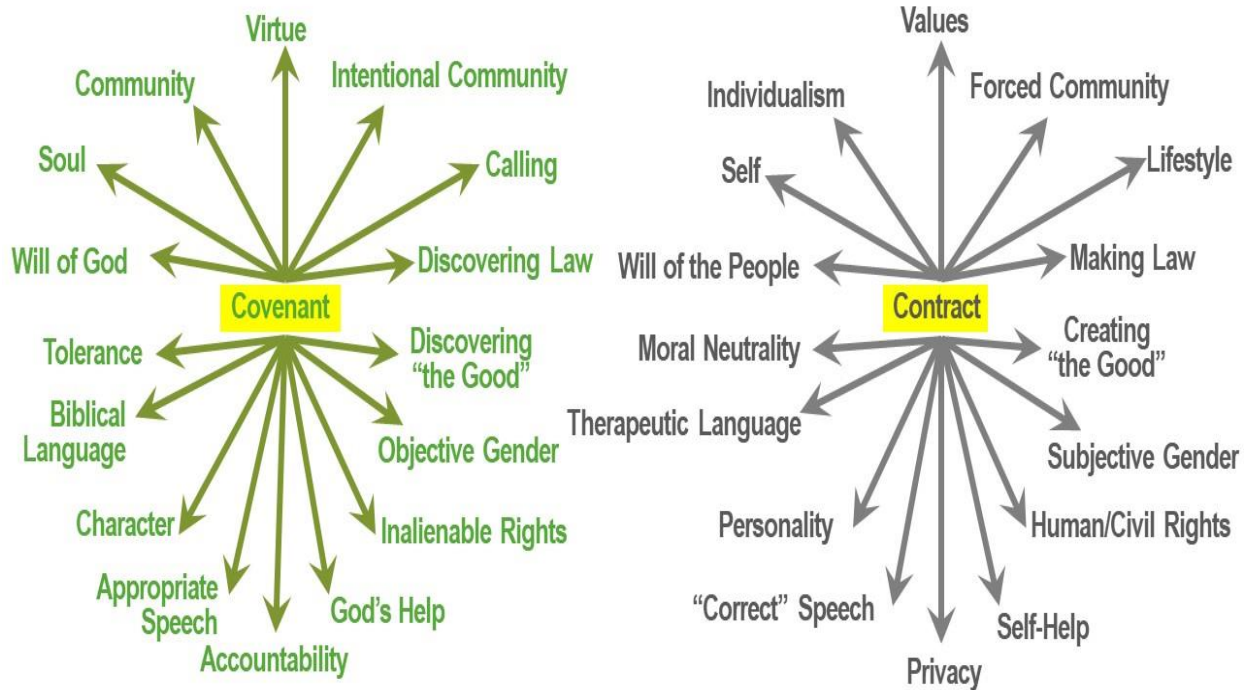 Virtue
Community
Intentional Community
Soul
Calling
Will of God
Discovering Law
Covenant
Tolerance
Discovering
“the Good”
Biblical
Language
Objective Gender
Character
Inalienable Rights
Appropriate
Speech
God’s Help
Accountability
Values
Individualism
Forced Community
Self
Lifestyle
Will of the People
Making Law
Contract
Moral Neutrality
Creating
“the Good”
Therapeutic Language
Subjective Gender
Personality
Human/Civil Rights
“Correct” Speech
Self-Help
Privacy